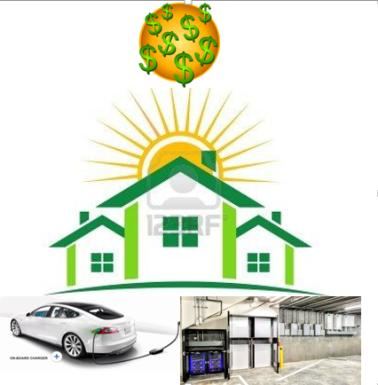 $ $ $ $ $ $ $ $
123RF
ON-BOARD CHARGER